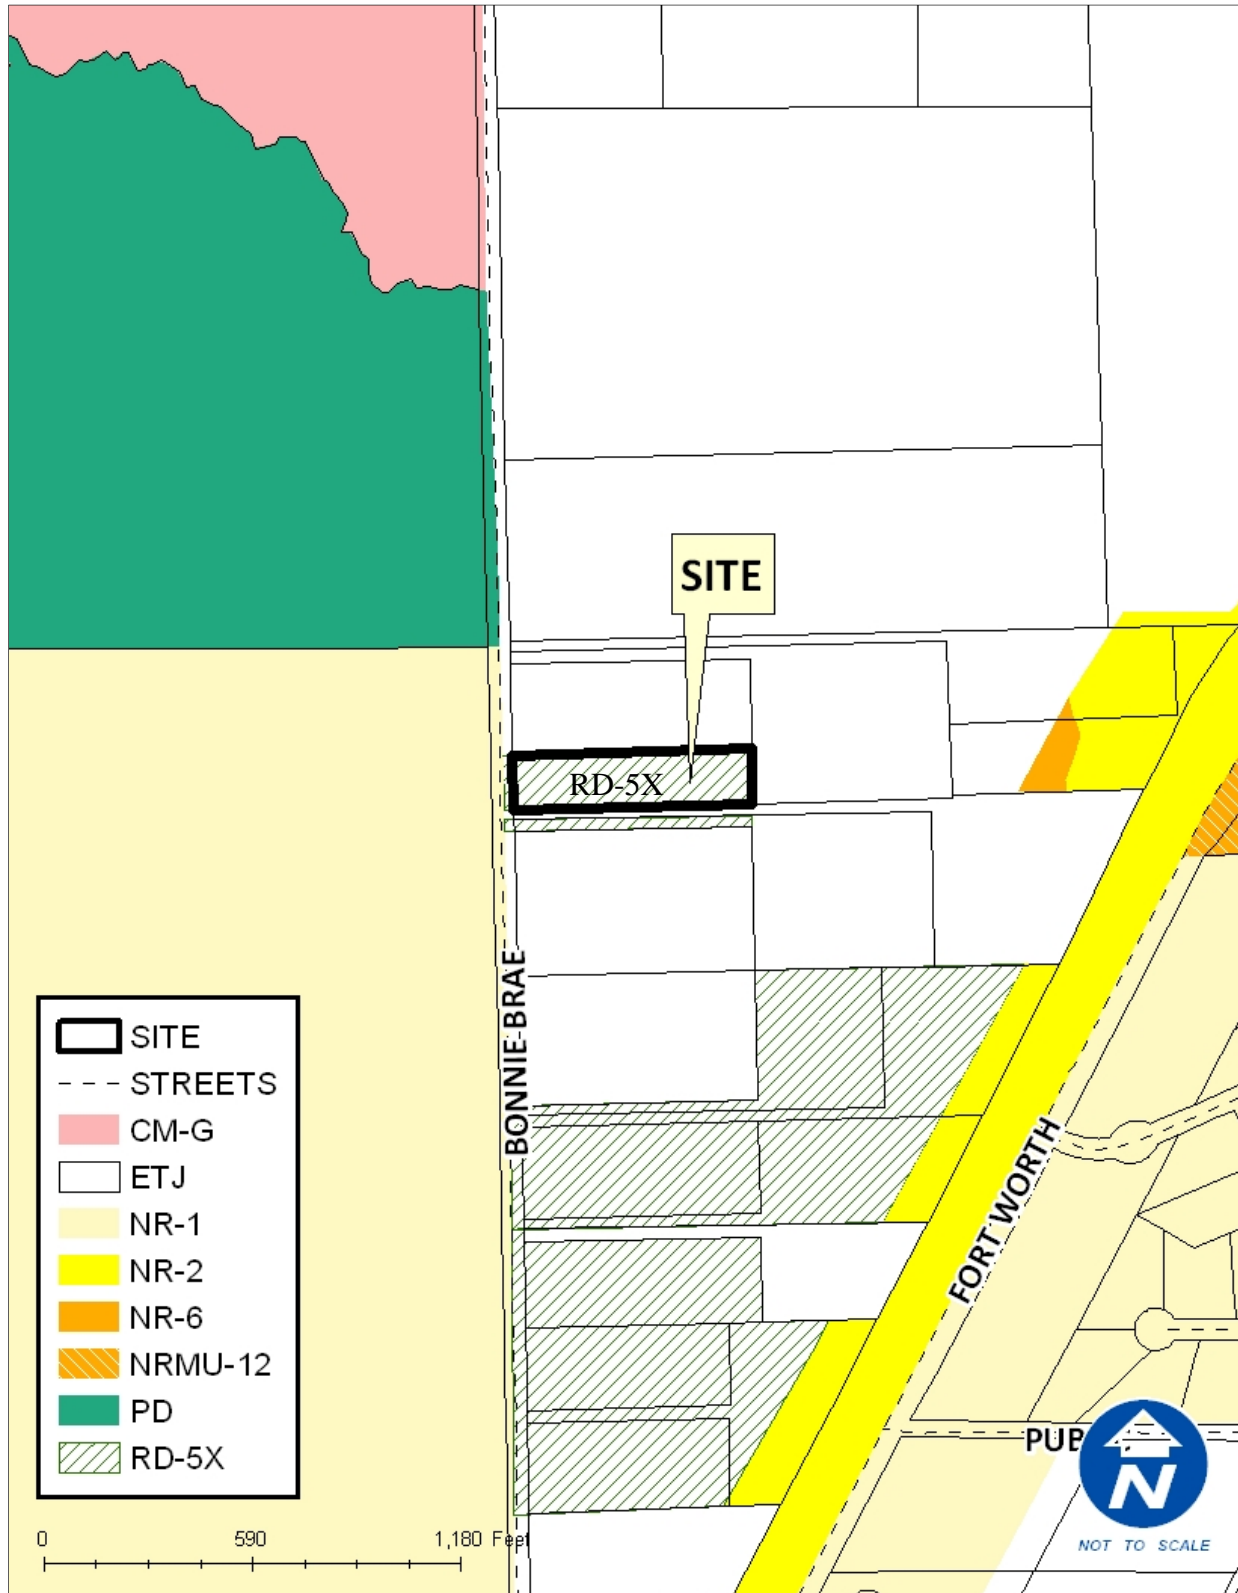 SITE
RD-5X
BONNIE-BRAE
FORT WORTH
SITE
STREETS
CM-G
ETJ
NR-1
NR-2
NR-6
NRMU-12
PD
RD-5X
PUB
N
0 590 1,180 Feet
NOT TO SCALE